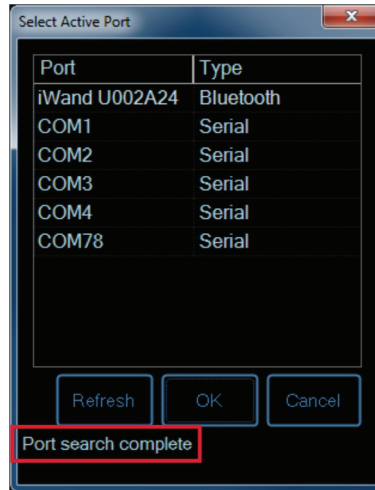 Select Active Port
x
Port Type
iWand U002A24 Bluetooth
COM1 Serial
COM2 Serial
COM3 Serial
COM4 Serial
COM78 Serial
Refresh OK Cancel
Port search complete